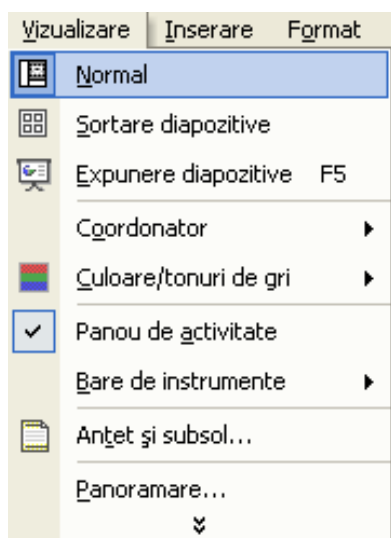 Vizualizare Inserare Format
Normal
Sortare diapozitive
Expunere diapozitive F5
Coordonator
Culoare/tonuri de gri
Panou de activitate
Bare de instrumente
Antet şi subsol...
Panoramare...